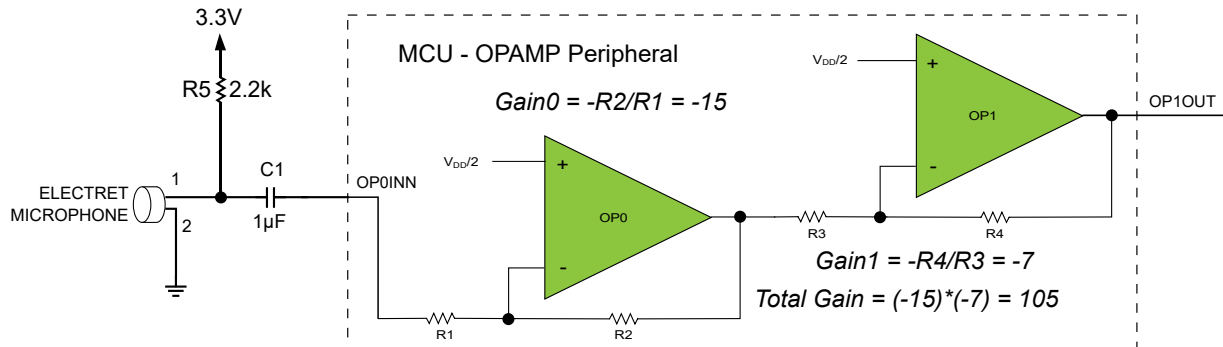 3.3V
MCU - OPAMP Peripheral
R5 2.2k
Gain0 = -R2/R1 = -15
VDD/2
+
OP1
-
OP1OUT
ELECTRET
MICROPHONE
1
2
C1
1µF
OP0INN
VDD/2
+
OP0
-
R3
R4
Gain1 = -R4/R3 = -7
Total Gain = (-15)*(-7) = 105
R1
R2